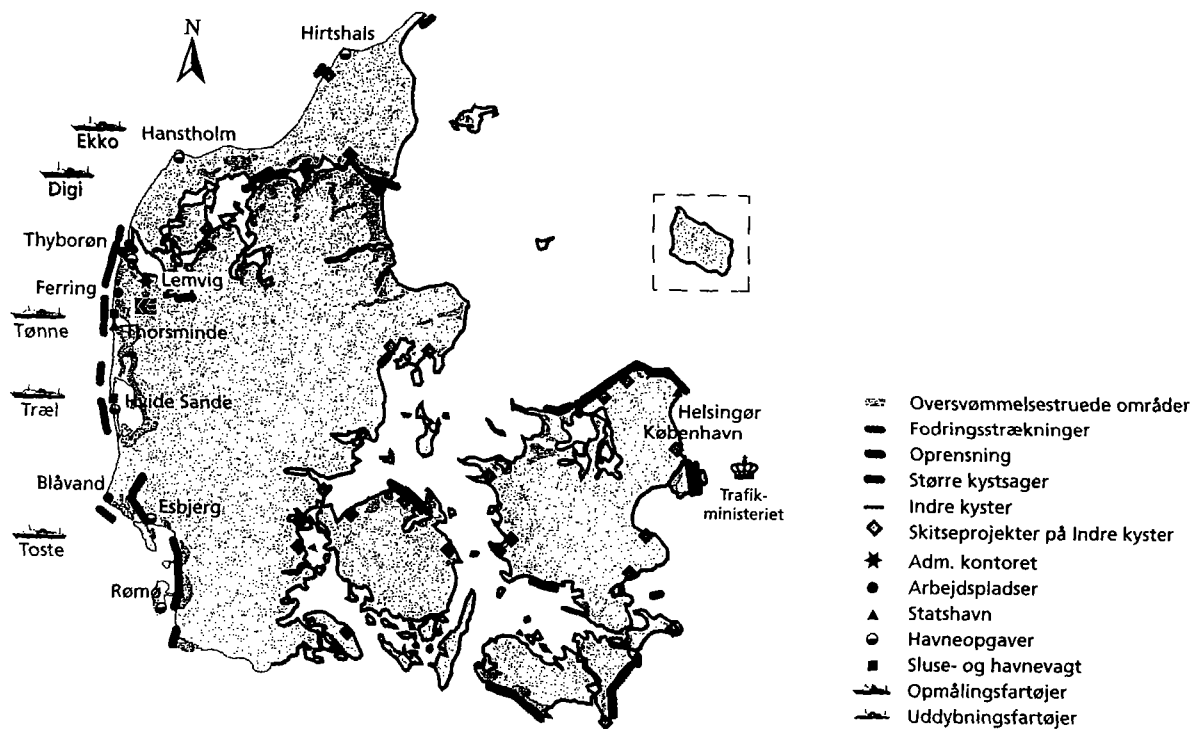 N
Hirtshals
Ekko
Hanstholm
Digi
Thyborøn
Lemvig
Ferring
Tønne
Thorsminde
Træl
Hvide Sande
Helsingør
København
Blåvand
Esbjerg
Trafik-
ministeriet
Toste
Rømø
Oversvømmelsestruede områder
Fodringsstrækninger
Oprensning
Større kystsager
Indre kyster
Skitseprojekter på Indre kyster
Adm. kontoret
Arbejdspladser
Statshavn
Havneopgaver
Sluse- og havnevagt
Opmålingsfartøjer
Uddybningsfartøjer